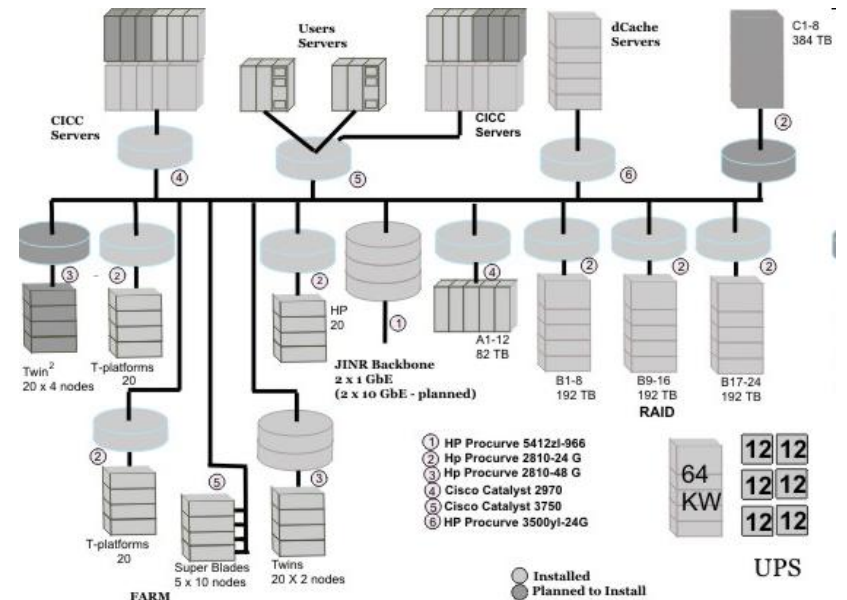 Users
Servers
dCache
Servers
C1-8
384 TB
CICC
Servers
CICC
Servers
2
4
5
6
3
2
2
1
4
2
2
2
HP
20
Twin2
20 x 4 nodes
T-platforms
20
JINR Backbone
2 x 1 GbE
(2 x 10 GbE - planned)
A1-12
82 TB
B1-8
192 TB
B9-16
192 TB
RAID
B17-24
192 TB
2
5
3
T-platforms
20
Super Blades
5 x 10 nodes
Twins
20 X 2 nodes
FARM
1 HP Procurve 5412zl-966
2 Hp Procurve 2810-24 G
3 Hp Procurve 2810-48 G
4 Cisco Catalyst 2970
5 Cisco Catalyst 3750
6 HP Procurve 3500yl-24G
64
KW
12 12
12 12
12 12
UPS
Installed
Planned to Install